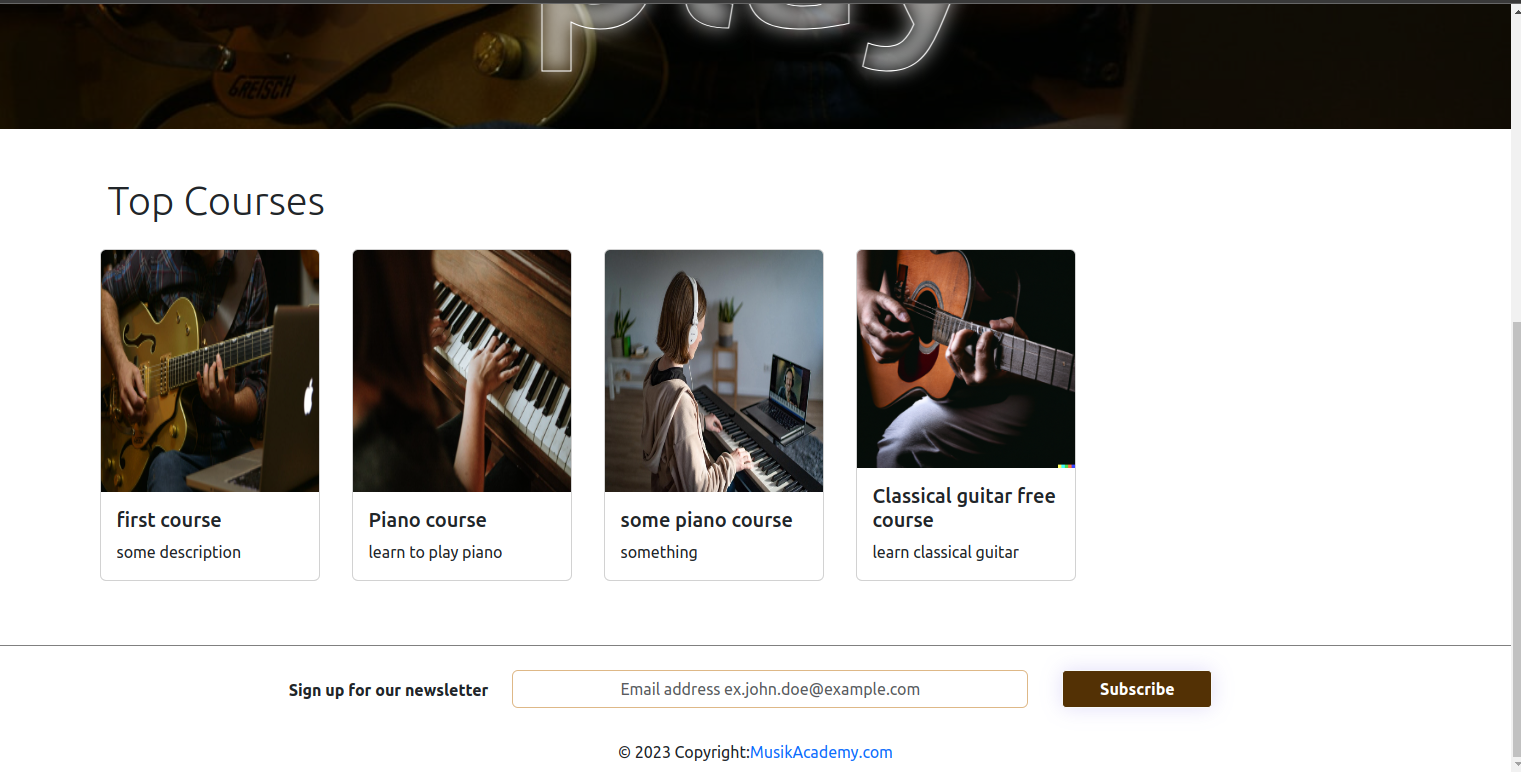 play
GRETSCH
Top Courses
first course
some description
Piano course
learn to play piano
some piano course
something
Classical guitar free
course
learn classical guitar
Sign up for our newsletter
Email address ex.john.doe@example.com
Subscribe
© 2023 Copyright:MusikAcademy.com